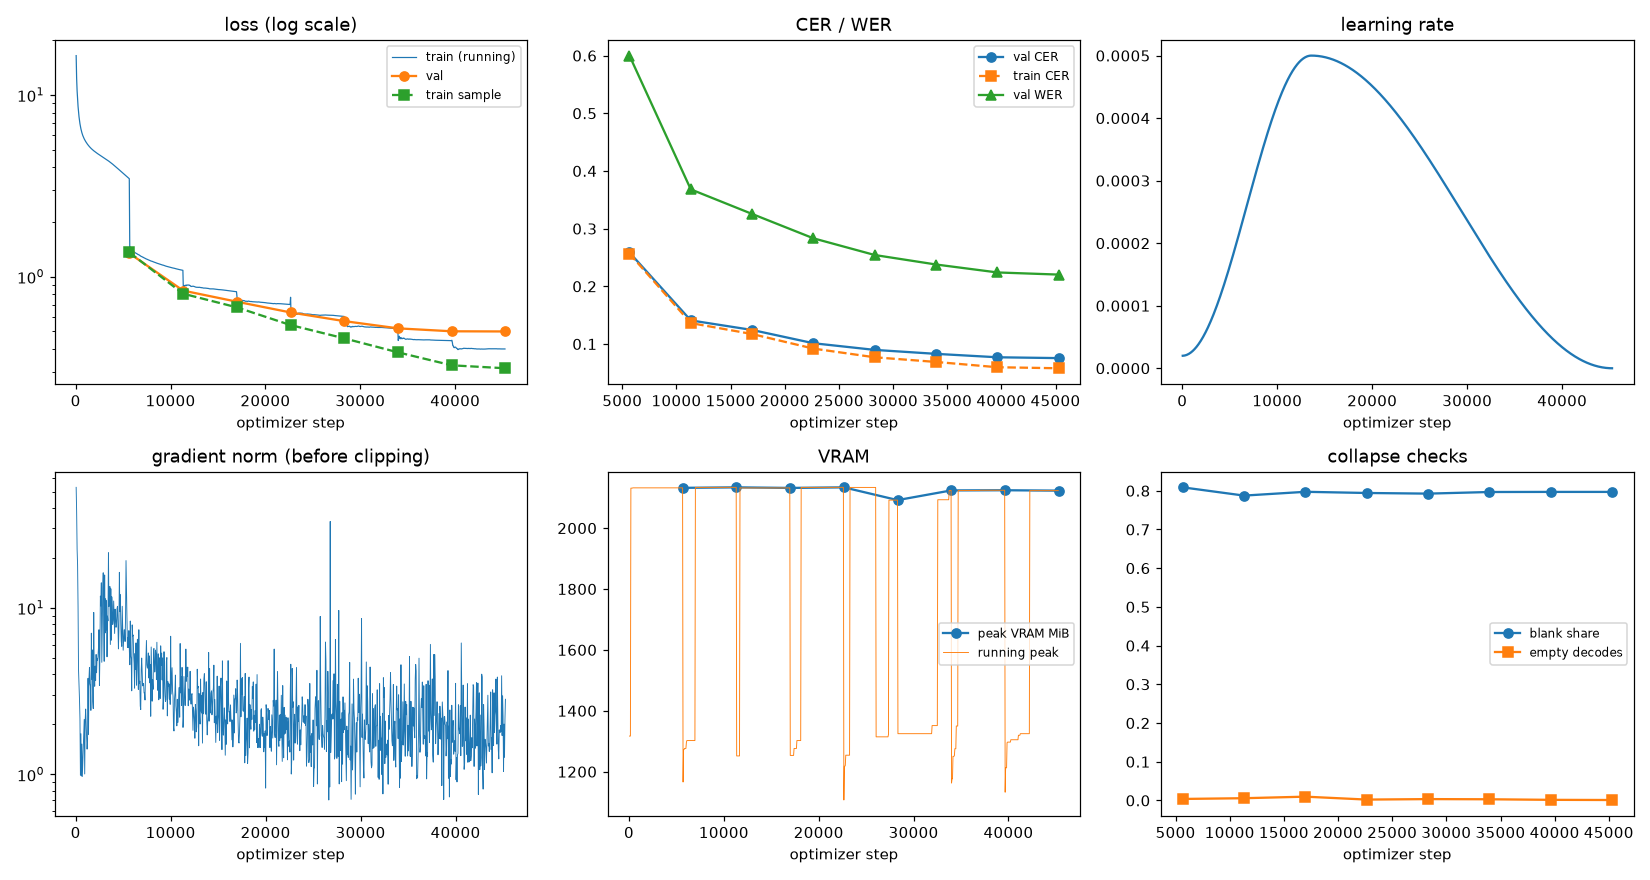 loss (log scale)
train (running)
val
train sample
10^1
10^0
0 10000 20000 30000 40000
optimizer step
CER / WER
val CER
train CER
val WER
0.6
0.5
0.4
0.3
0.2
0.1
5000 10000 15000 20000 25000 30000 35000 40000 45000
optimizer step
learning rate
0.0005
0.0004
0.0003
0.0002
0.0001
0.0000
0 10000 20000 30000 40000
optimizer step
gradient norm (before clipping)
10^1
10^0
0 10000 20000 30000 40000
optimizer step
VRAM
2000
1800
1600
1400
1200
peak VRAM MiB
running peak
0 10000 20000 30000 40000
optimizer step
collapse checks
0.8
0.7
0.6
0.5
0.4
0.3
0.2
0.1
0.0
blank share
empty decodes
5000 10000 15000 20000 25000 30000 35000 40000 45000
optimizer step